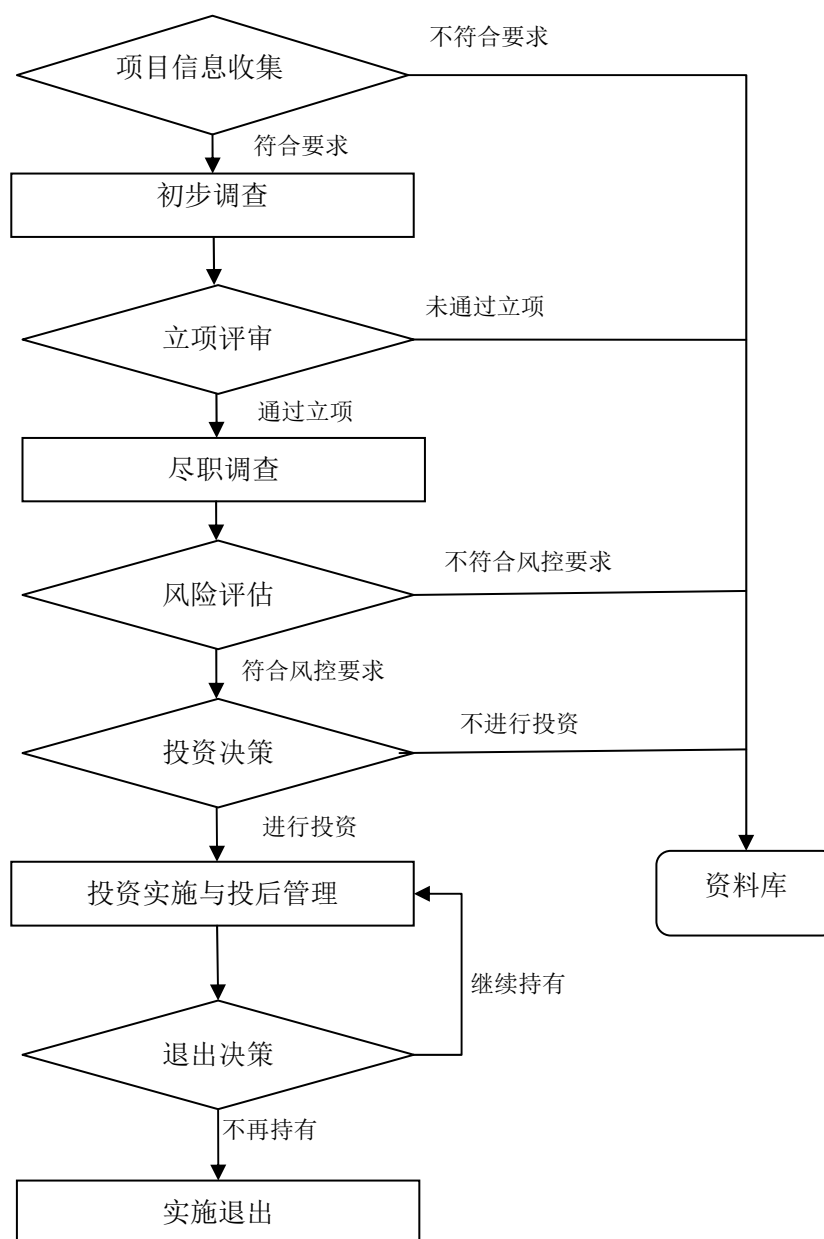 不符合要求
项目信息收集
符合要求
初步调查
未通过立项
立项评审
通过立项
尽职调查
不符合风控要求
风险评估
符合风控要求
不进行投资
投资决策
进行投资
投资实施与投后管理
资料库
继续持有
退出决策
不再持有
实施退出